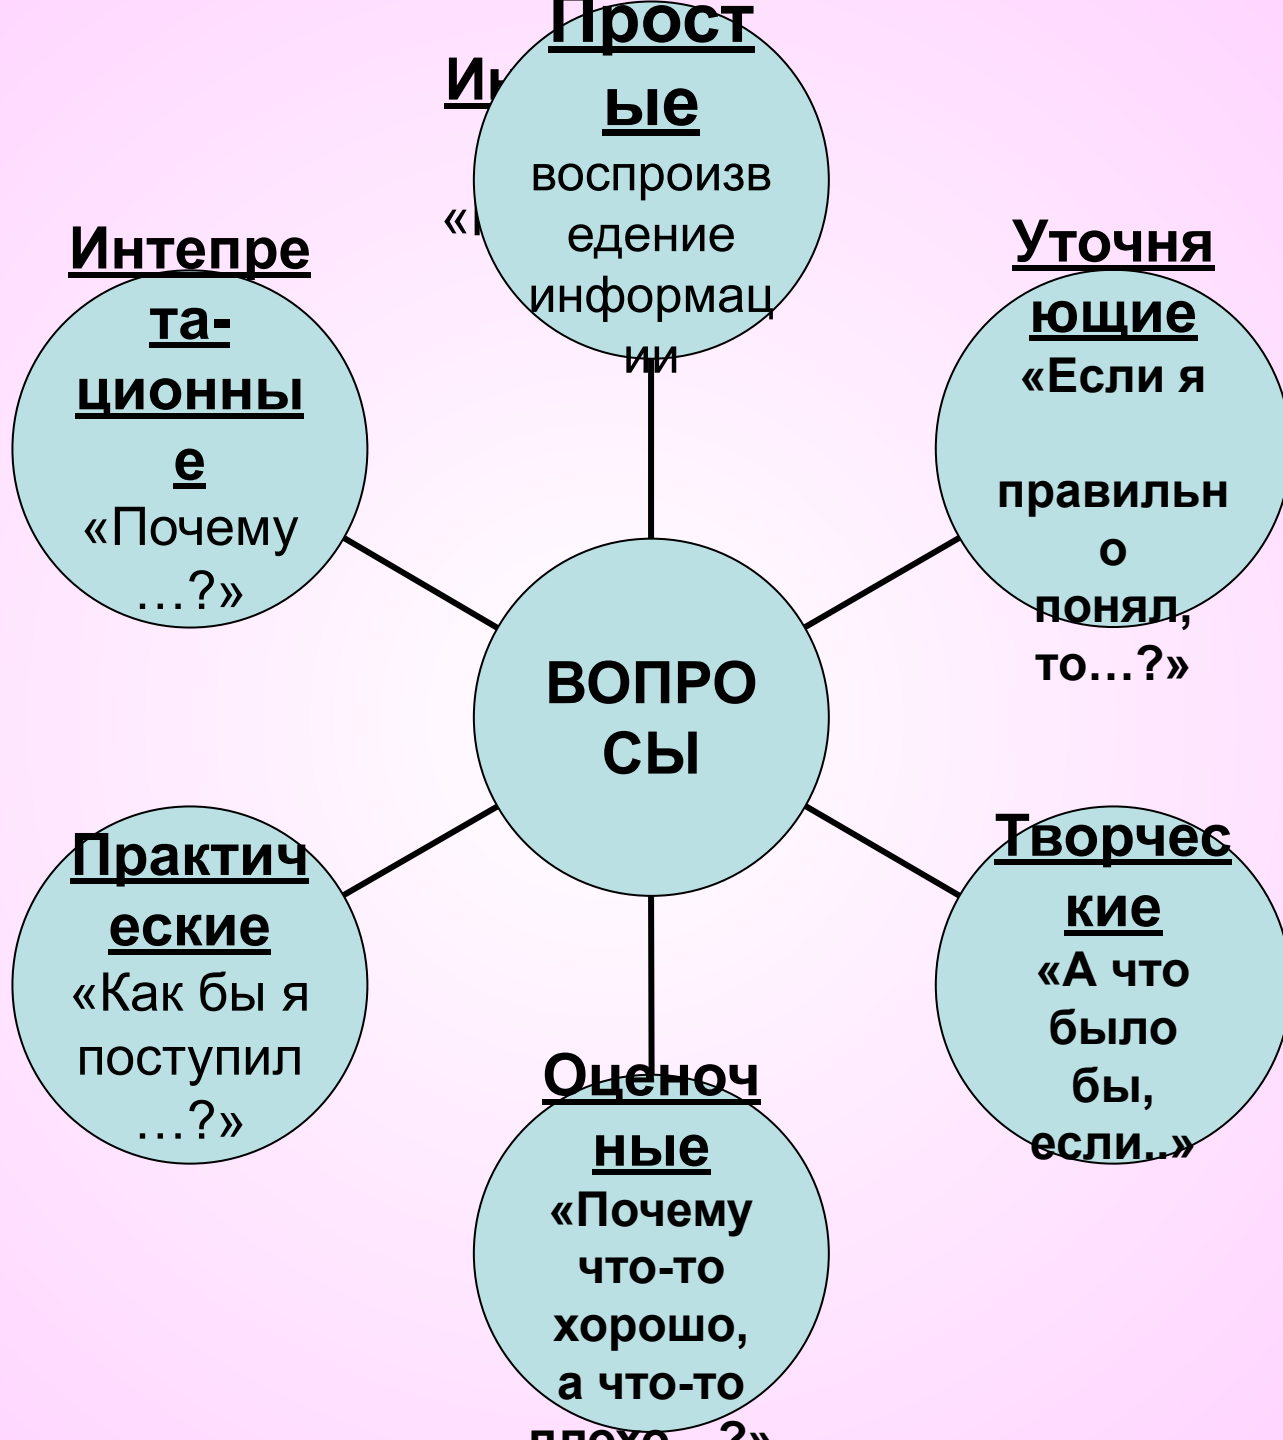 Прост
ые
воспроизв
едение
информац
ии
Интепре
та-
ционны
е
«Почему
…?»
Уточня
ющие
«Если я
правильн
о
понял,
то…?»
ВОПРО
СЫ
Практич
еские
«Как бы я
поступил
…?»
Творчес
кие
«А что
было
бы,
если..»
Оценоч
ные
«Почему
что-то
хорошо,
а что-то
плохо…?»